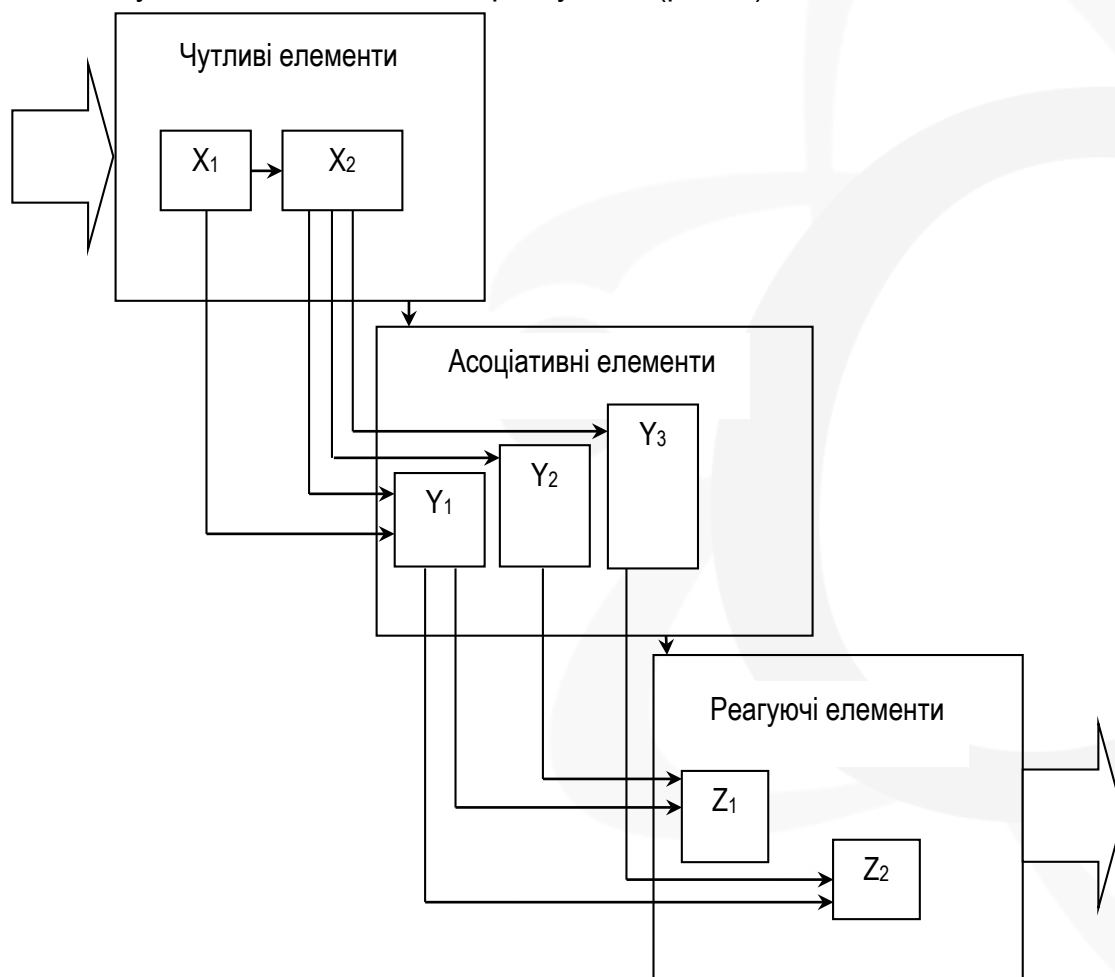 Чутливі елементи
X1
X2
Асоціативні елементи
Y3
Y2
Y1
Реагуючі елементи
Z1
Z2